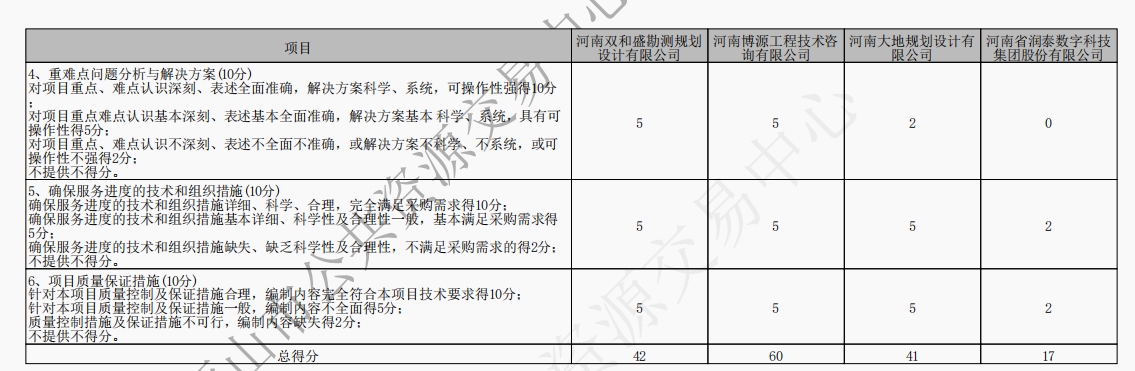 项目
河南双和盛勘测规划
设计有限公司
河南博源工程技术咨
询有限公司
河南大地规划设计有
限公司
河南省润泰数字科技
集团股份有限公司
4、重难点问题分析与解决方案(10分)
对项目重点、难点认识深刻、表述全面准确，解决方案科学、系统，可操作性强得10分
；
对项目重点难点认识基本深刻、表述基本全面准确，解决方案基本 科学、系统，具有可
操作性得5分；
对项目重点、难点认识不深刻、表述不全面不准确，或解决方案不科学、不系统，或可
操作性不强得2分；
不提供不得分。
5
5
2
0
5、确保服务进度的技术和组织措施(10分)
确保服务进度的技术和组织措施详细、科学、合理，完全满足采购需求得10分；
确保服务进度的技术和组织措施基本详细、科学性及合理性一般，基本满足采购需求得
5分；
确保服务进度的技术和组织措施缺失、缺乏科学性及合理性，不满足采购需求的得2分；
不提供不得分。
5
5
5
2
6、项目质量保证措施(10分)
针对本项目质量控制及保证措施合理，编制内容完全符合本项目技术要求得10分；
针对本项目质量控制及保证措施一般，编制内容不全面得5分；
质量控制措施及保证措施不可行，编制内容缺失得2分；
不提供不得分。
5
5
5
2
总得分
42
60
41
17
山市公共资源交易中心
资源交易中心